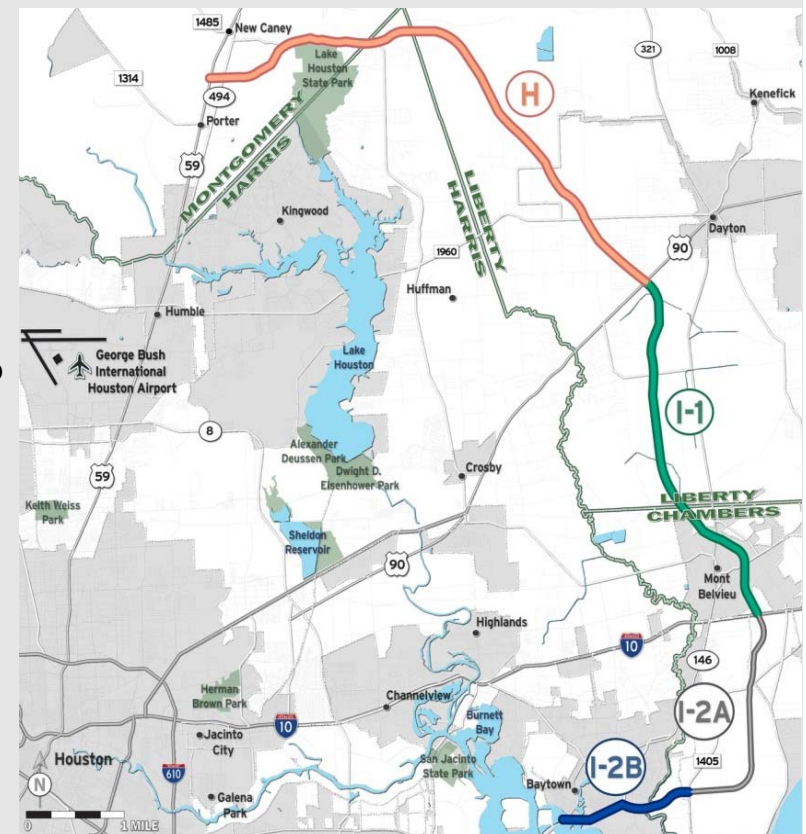 1485
New Caney
321
1008
Lake
Houston
State Park
1314
H
Kenefick
494
Porter
59
MONTGOMERY
HARRIS
LIBERTY
HARRIS
Kingwood
Dayton
90
1960
Huffman
Humble
Lake
Houston
George Bush
International
Houston Airport
I-1
8
Alexander
Deussen Park
Dwight D.
Eisenhower Park
Crosby
59
Keith Weiss
Park
LIBERTY
CHAMBERS
Sheldon
Reservoir
90
Mont
Belvieu
Highlands
10
146
Herman
Brown Park
Channelview
I-2A
Burnett
Bay
10
Jacinto
City
San Jacinto
State Park
Houston
1405
I-2B
610
Baytown
N
Galena
Park
0
1 MILE